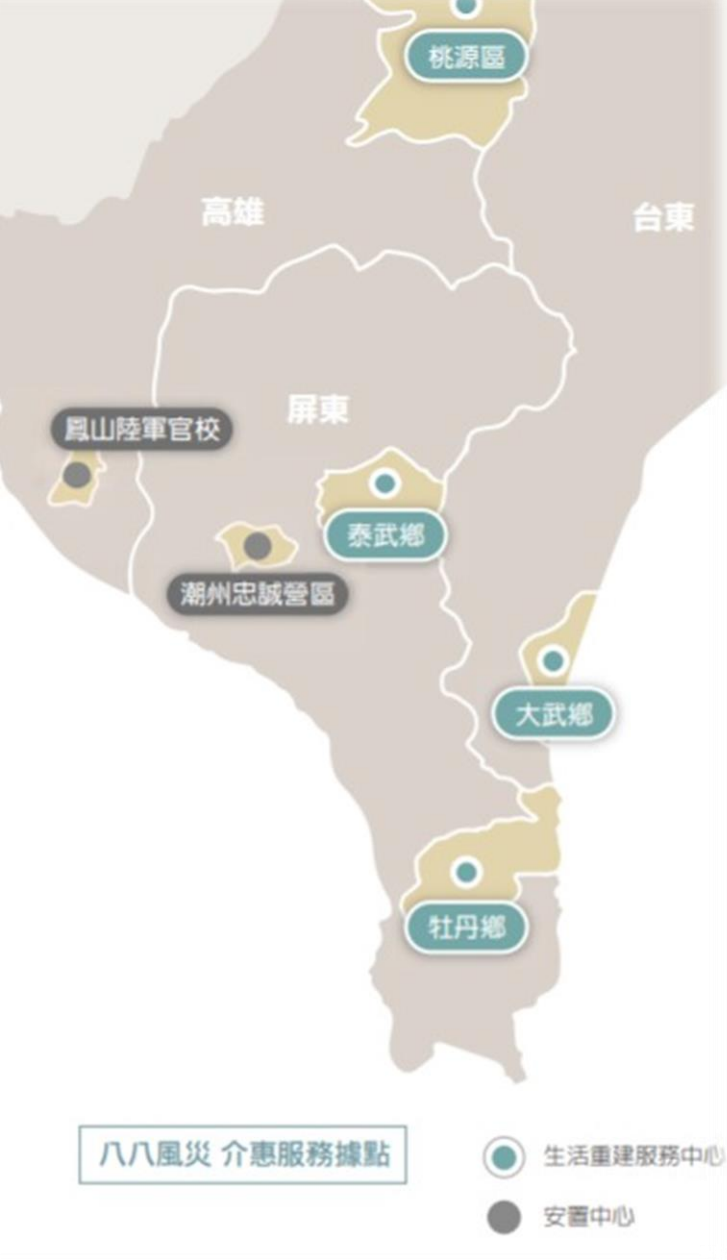 桃源區
高雄
台東
屏東
鳳山陸軍官校
泰武鄉
潮州忠誠營區
大武鄉
牡丹鄉
八八風災 介惠服務據點
生活重建服務中心
安置中心